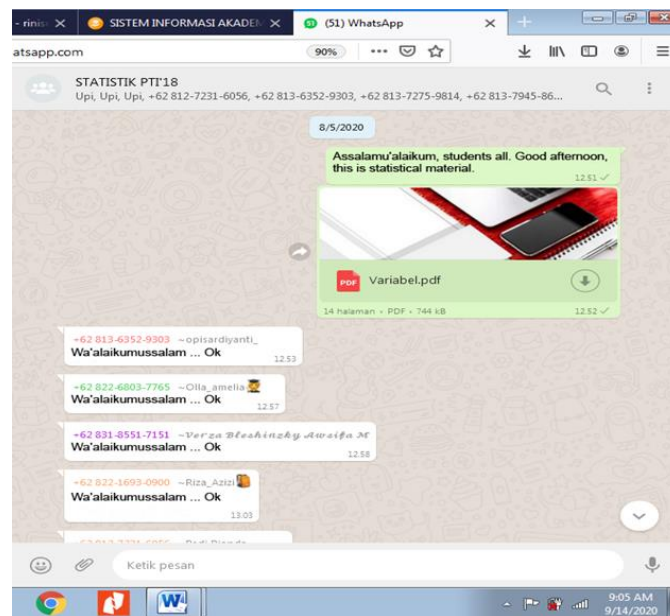 - rinis
SISTEM INFORMASI AKADEM
(51) WhatsApp
atsapp.com
90%
STATISTIK PTI'18
Upi, Upi, Upi, +62 812-7231-6056, +62 813-6352-9303, +62 813-7275-9814, +62 813-7945-86...
8/5/2020
Assalamu'alaikum, students all. Good afternoon,
this is statistical material.
12.51
PDF
Variabel.pdf
14 halaman • PDF • 744 kB
12.52
+62 813-6352-9303 ~opisardiyanti_
Wa'alaikumussalam ... Ok
12.53
+62 822-6803-7765 ~Olla_amelia
Wa'alaikumussalam ... Ok
12.57
+62 831-8551-7151 ~Verza Bleshinzky Awsifa M
Wa'alaikumussalam ... Ok
12.58
+62 822-1693-0900 ~Riza_Azizi
Wa'alaikumussalam ... Ok
13.03
Ketik pesan
W
9:05 AM
9/14/2020